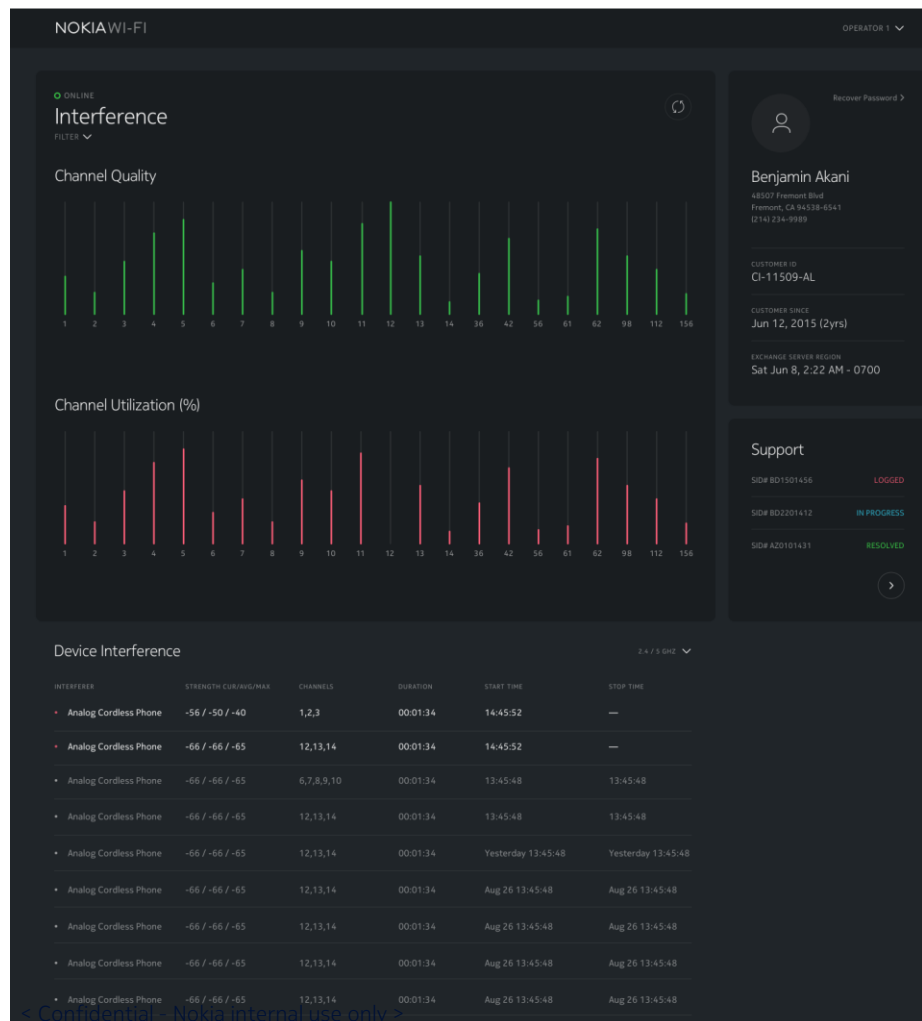 NOKIA WI-FI
OPERATOR 1
ONLINE
Interference
FILTER
Channel Quality
1 2 3 4 5 6 7 8 9 10 11 12 13 14 36 42 56 61 62 98 112 156
Channel Utilization (%)
1 2 3 4 5 6 7 8 9 10 11 12 13 14 36 42 56 61 62 98 112 156
Recover Password >
Benjamin Akani
48507 Fremont Blvd
Fremont, CA 94538-6541
(214) 234-9989
CUSTOMER ID
CI-11509-AL
CUSTOMER SINCE
Jun 12, 2015 (2yrs)
EXCHANGE SERVER REGION
Sat Jun 8, 2:22 AM - 0700
Support
SID# BD1501456 LOGGED
SID# BD2201412 IN PROGRESS
SID# AZ0101431 RESOLVED
Device Interference
2.4 / 5 GHZ
INTERFERER STRENGTH CUR/AVG/MAX CHANNELS DURATION START TIME STOP TIME
• Analog Cordless Phone -56 / -50 / -40 1,2,3 00:01:34 14:45:52 —
• Analog Cordless Phone -66 / -66 / -65 12,13,14 00:01:34 14:45:52 —
• Analog Cordless Phone -66 / -66 / -65 6,7,8,9,10 00:01:34 13:45:48 13:45:48
• Analog Cordless Phone -66 / -66 / -65 12,13,14 00:01:34 13:45:48 13:45:48
• Analog Cordless Phone -66 / -66 / -65 12,13,14 00:01:34 Yesterday 13:45:48 Yesterday 13:45:48
• Analog Cordless Phone -66 / -66 / -65 12,13,14 00:01:34 Aug 26 13:45:48 Aug 26 13:45:48
• Analog Cordless Phone -66 / -66 / -65 12,13,14 00:01:34 Aug 26 13:45:48 Aug 26 13:45:48
• Analog Cordless Phone -66 / -66 / -65 12,13,14 00:01:34 Aug 26 13:45:48 Aug 26 13:45:48
• Analog Cordless Phone -66 / -66 / -65 12,13,14 00:01:34 Aug 26 13:45:48 Aug 26 13:45:48
< Confidential - Nokia internal use only >